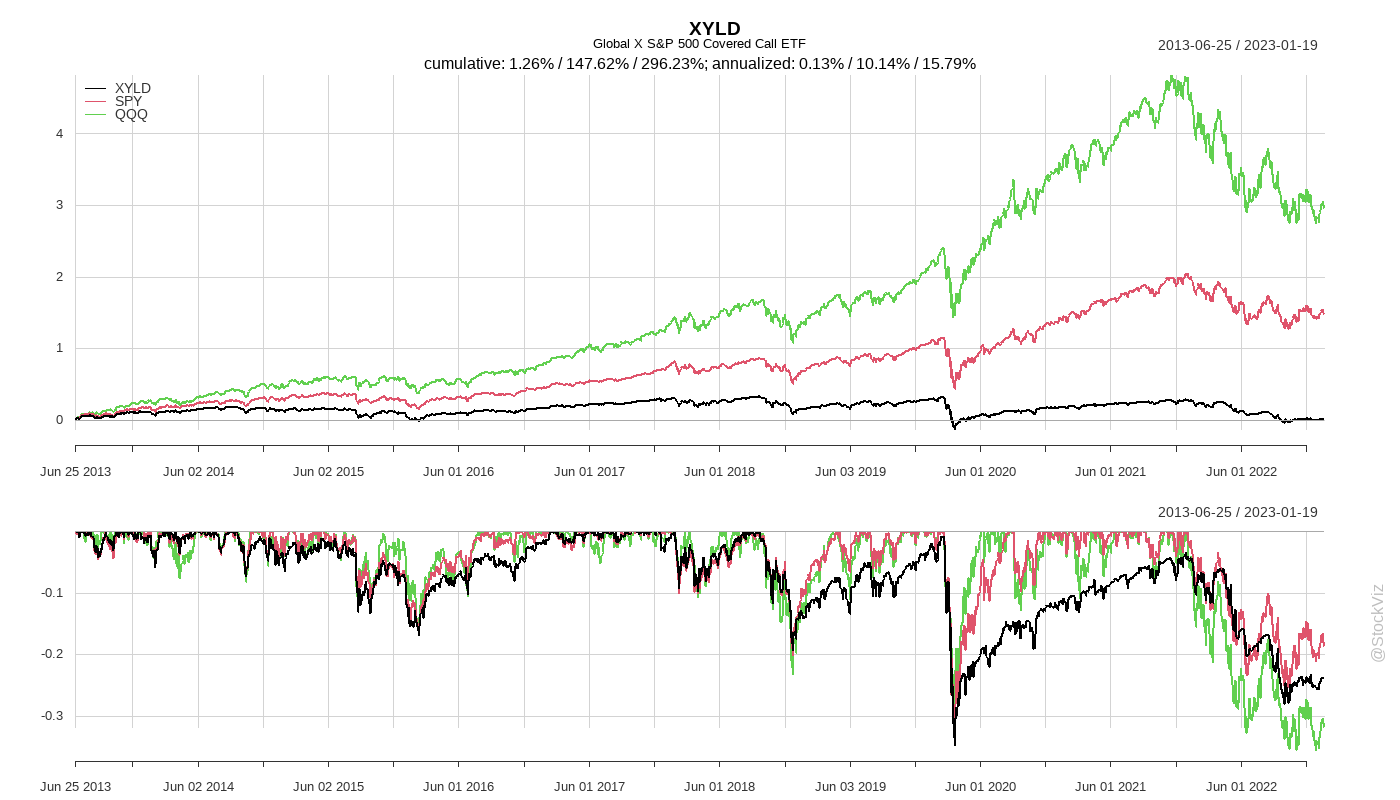 XYLD
Global X S&P 500 Covered Call ETF
2013-06-25 / 2023-01-19
cumulative: 1.26% / 147.62% / 296.23%; annualized: 0.13% / 10.14% / 15.79%
XYLD
SPY
QQQ
4
3
2
1
0
Jun 25 2013 Jun 02 2014 Jun 02 2015 Jun 01 2016 Jun 01 2017 Jun 01 2018 Jun 03 2019 Jun 01 2020 Jun 01 2021 Jun 01 2022
2013-06-25 / 2023-01-19
-0.1
-0.2
-0.3
Jun 25 2013 Jun 02 2014 Jun 02 2015 Jun 01 2016 Jun 01 2017 Jun 01 2018 Jun 03 2019 Jun 01 2020 Jun 01 2021 Jun 01 2022
@StockViz